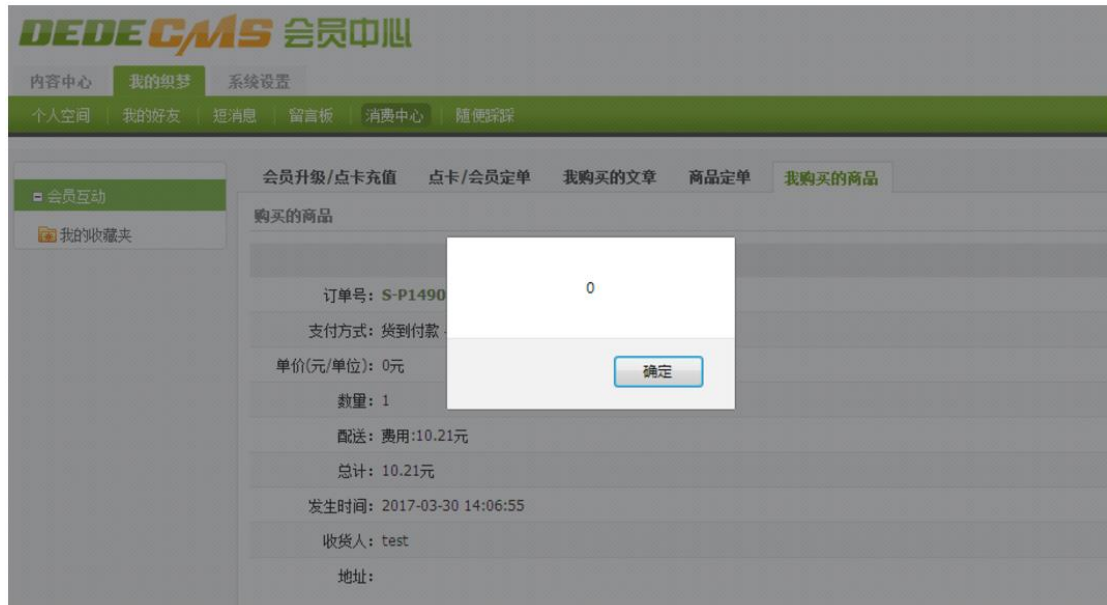 DEDECMS 会员中心
内容中心 我的织梦 系统设置
个人空间 我的好友 短消息 留言板 消费中心 随便踩踩
会员升级/点卡充值 点卡/会员定单 我购买的文章 商品定单 我购买的商品
会员互动
购买的商品
我的收藏夹
0
订单号: S-P1490
支付方式: 货到付款
单价(元/单位): 0元
确定
数量: 1
配送: 费用:10.21元
总计: 10.21元
发生时间: 2017-03-30 14:06:55
收货人: test
地址: